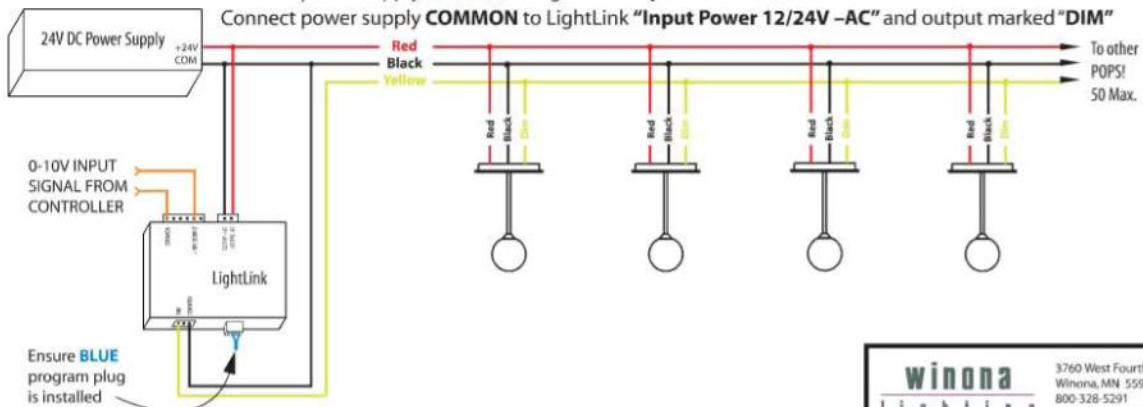 Connect power supply COMMON to LightLink "Input Power 12/24V –AC" and output marked "DIM"
24V DC Power Supply
+24V
COM
Red
Black
Yellow
To other
POPS!
50 Max.
Red
Black
Dim
Red
Black
Dim
Red
Black
Dim
Red
Black
Dim
0-10V INPUT
SIGNAL FROM
CONTROLLER
LightLink
Ensure BLUE
program plug
is installed
winona
3760 West Fourth
Winona, MN 559
800-328-5291